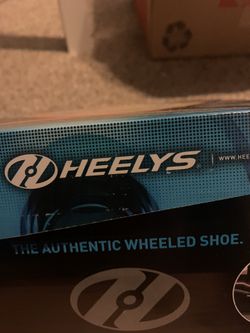 HEELYS | WWW.HEE
THE AUTHENTIC WHEELED SHOE.